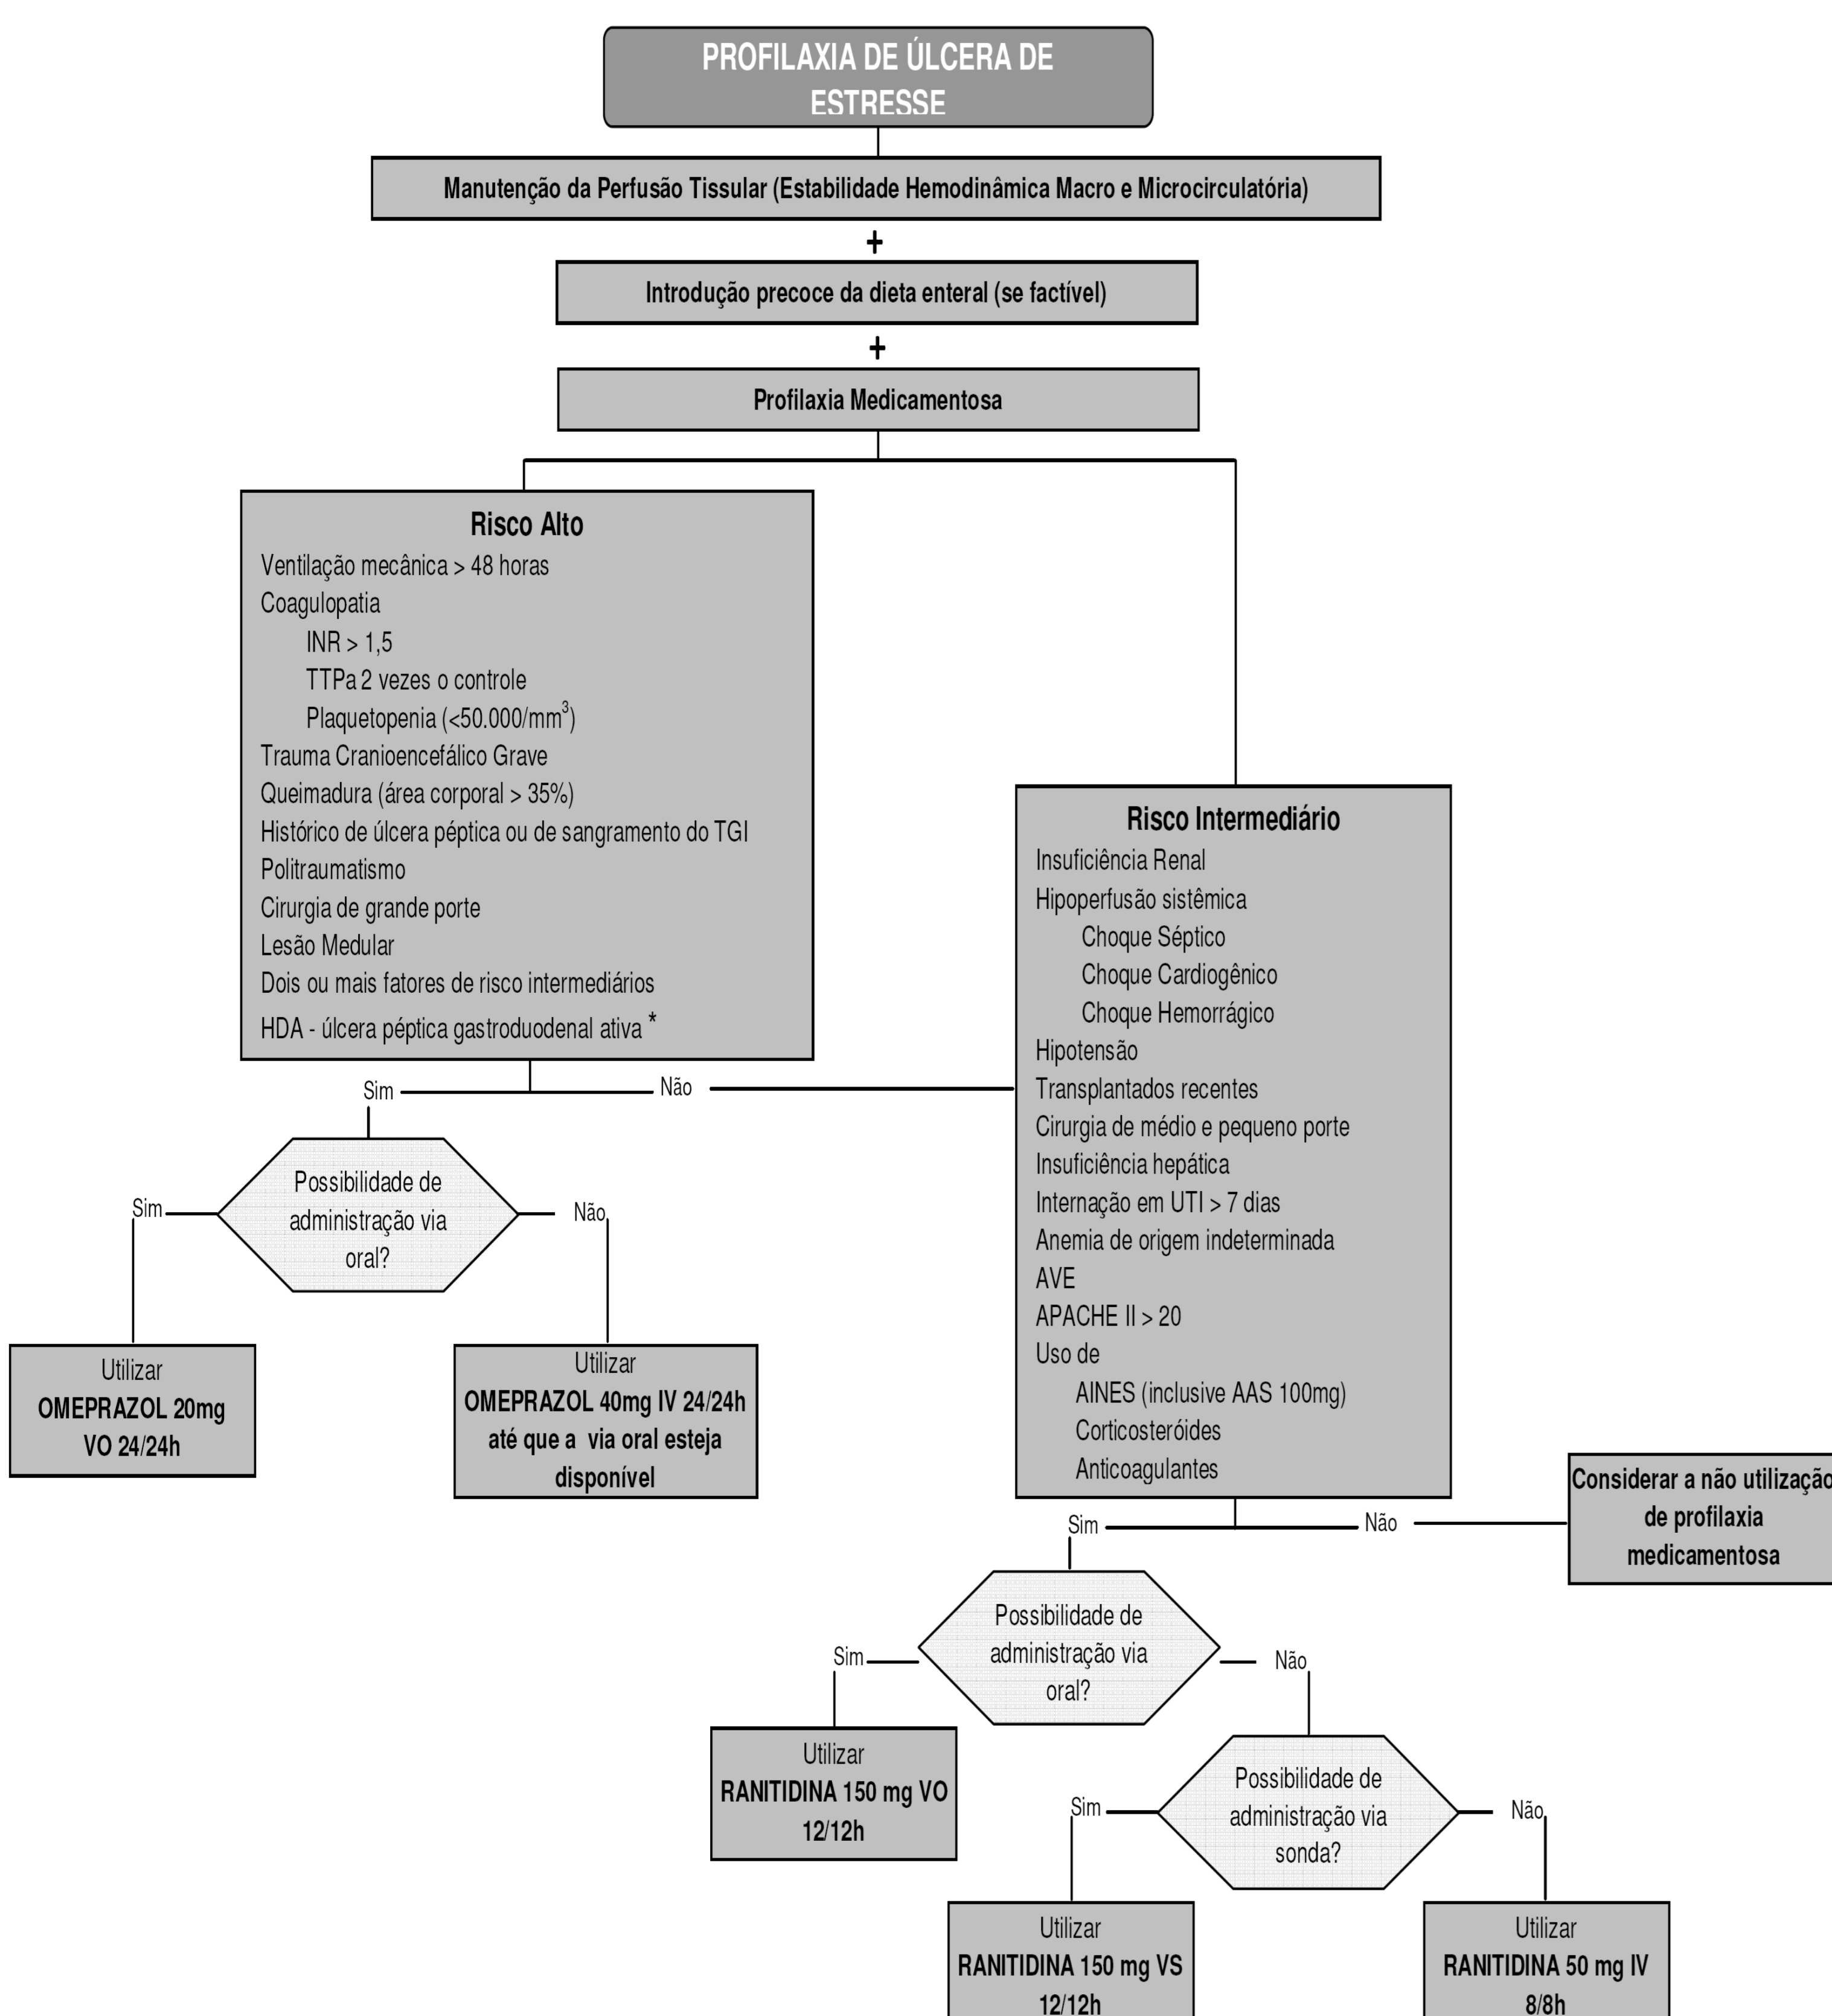 PROFILAXIA DE ÚLCERA DE
ESTRESSE
Manutenção da Perfusão Tissular (Estabilidade Hemodinâmica Macro e Microcirculatória)
+
Introdução precoce da dieta enteral (se factível)
+
Profilaxia Medicamentosa
Risco Alto
Ventilação mecânica > 48 horas
Coagulopatia
INR > 1,5
TTPa 2 vezes o controle
Plaquetopenia (<50.000/mm³)
Trauma Cranioencefálico Grave
Queimadura (área corporal > 35%)
Histórico de úlcera péptica ou de sangramento do TGI
Politraumatismo
Cirurgia de grande porte
Lesão Medular
Dois ou mais fatores de risco intermediários
HDA - úlcera péptica gastroduodenal ativa *
Sim
Não
Possibilidade de
administração via
oral?
Sim
Não
Utilizar
OMEPRAZOL 20mg
VO 24/24h
Utilizar
OMEPRAZOL 40mg IV 24/24h
até que a via oral esteja
disponível
Risco Intermediário
Insuficiência Renal
Hipoperfusão sistêmica
Choque Séptico
Choque Cardiogênico
Choque Hemorrágico
Hipotensão
Transplantados recentes
Cirurgia de médio e pequeno porte
Insuficiência hepática
Internação em UTI > 7 dias
Anemia de origem indeterminada
AVE
APACHE II > 20
Uso de
AINES (inclusive AAS 100mg)
Corticosteróides
Anticoagulantes
Sim
Não
Considerar a não utilização
de profilaxia
medicamentosa
Possibilidade de
administração via
oral?
Sim
Não
Utilizar
RANITIDINA 150 mg VO
12/12h
Possibilidade de
administração via
sonda?
Sim
Não
Utilizar
RANITIDINA 150 mg VS
12/12h
Utilizar
RANITIDINA 50 mg IV
8/8h